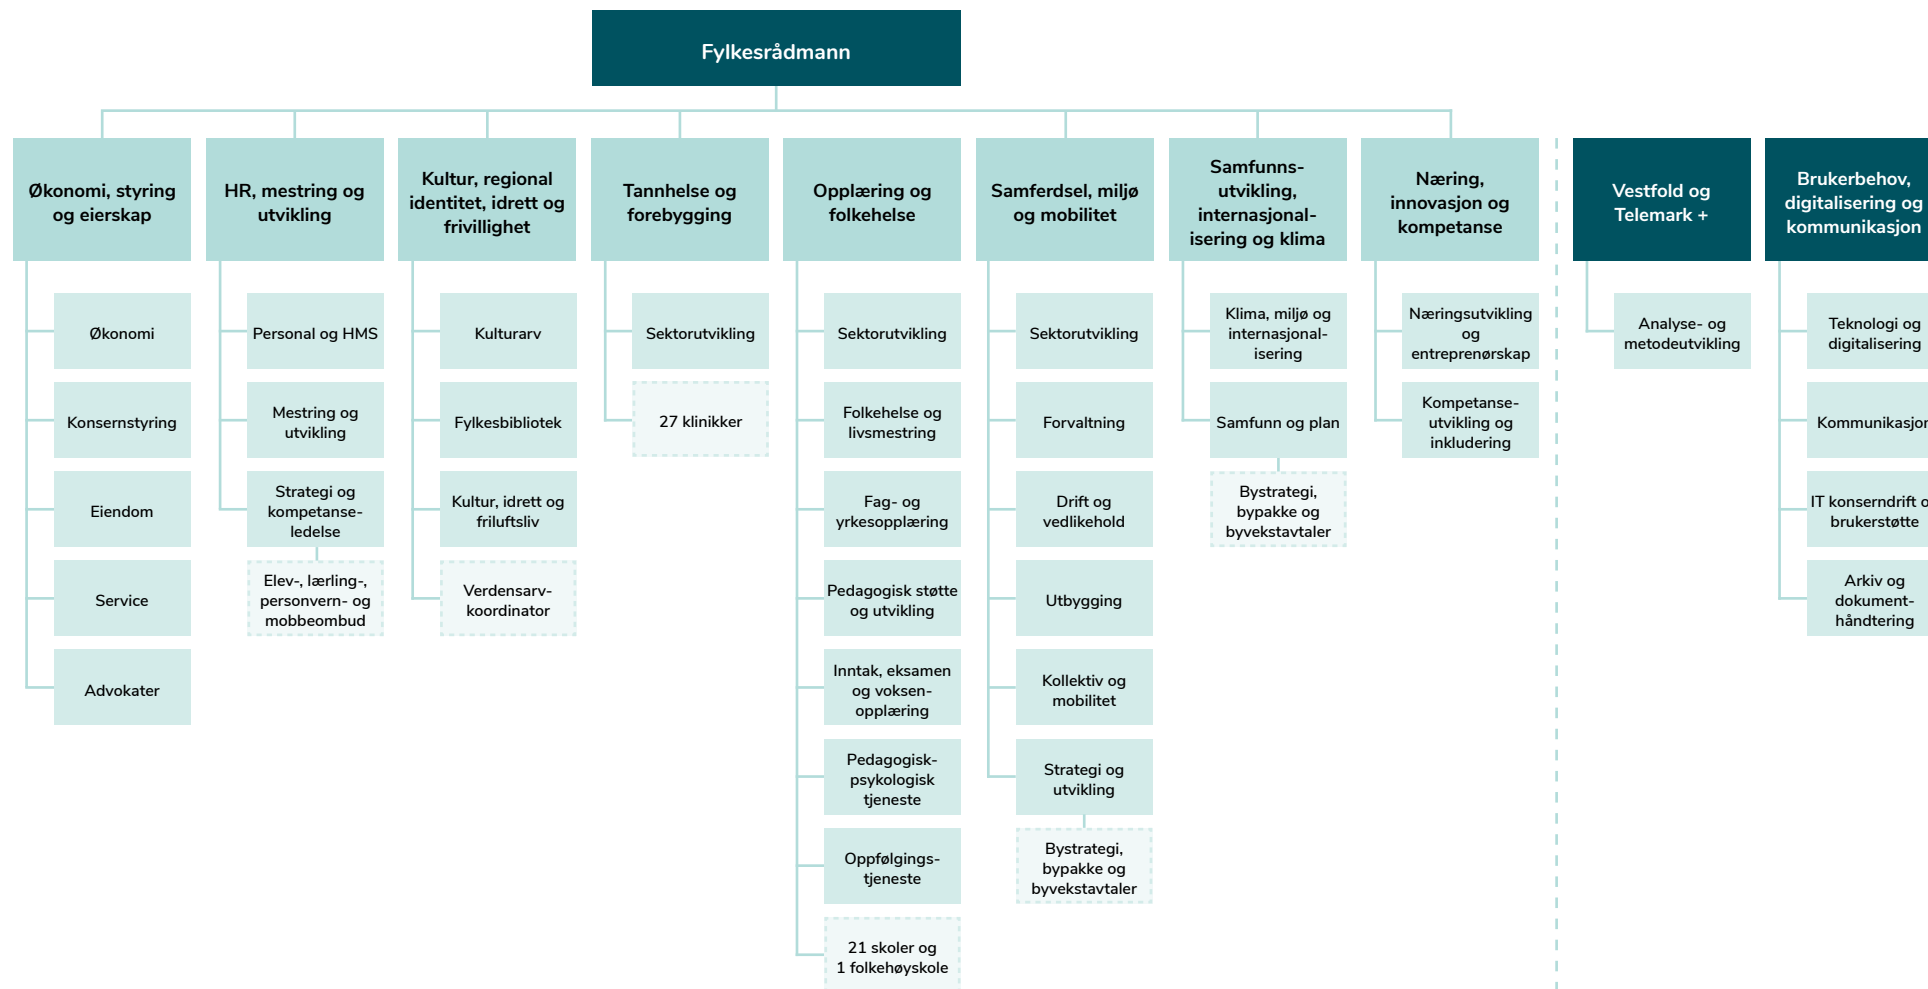 Fylkesrådmann
Økonomi, styring
og eierskap
Økonomi
Konsernstyring
Eiendom
Service
Advokater
HR, mestring og
utvikling
Personal og HMS
Mestring og
utvikling
Strategi og
kompetanse-
ledelse
Elev-, lærling-,
personvern- og
mobbeombud
Kultur, regional
identitet, idrett og
frivillighet
Kulturarv
Fylkesbibliotek
Kultur, idrett og
friluftsliv
Verdensarv-
koordinator
Tannhelse og
forebygging
Sektorutvikling
27 klinikker
Opplæring og
folkehelse
Sektorutvikling
Folkehelse og
livsmestring
Fag- og
yrkesopplæring
Pedagogisk støtte
og utvikling
Inntak, eksamen
og voksen-
opplæring
Pedagogisk-
psykologisk
tjeneste
Oppfølgings-
tjeneste
21 skoler og
1 folkehøyskole
Samferdsel, miljø
og mobilitet
Sektorutvikling
Forvaltning
Drift og
vedlikehold
Utbygging
Kollektiv og
mobilitet
Strategi og
utvikling
Bystrategi,
bypakke og
byvekstavtaler
Samfunns-
utvikling,
internasjonal-
isering og klima
Klima, miljø og
internasjonal-
isering
Samfunn og plan
Bystrategi,
bypakke og
byvekstavtaler
Næring,
innovasjon og
kompetanse
Næringsutvikling
og
entreprenørskap
Kompetanse-
utvikling og
inkludering
Vestfold og
Telemark +
Analyse- og
metodeutvikling
Brukerbehov,
digitalisering og
kommunikasjon
Teknologi og
digitalisering
Kommunikasjon
IT konserndrift o
brukerstøtte
Arkiv og
dokument-
håndtering